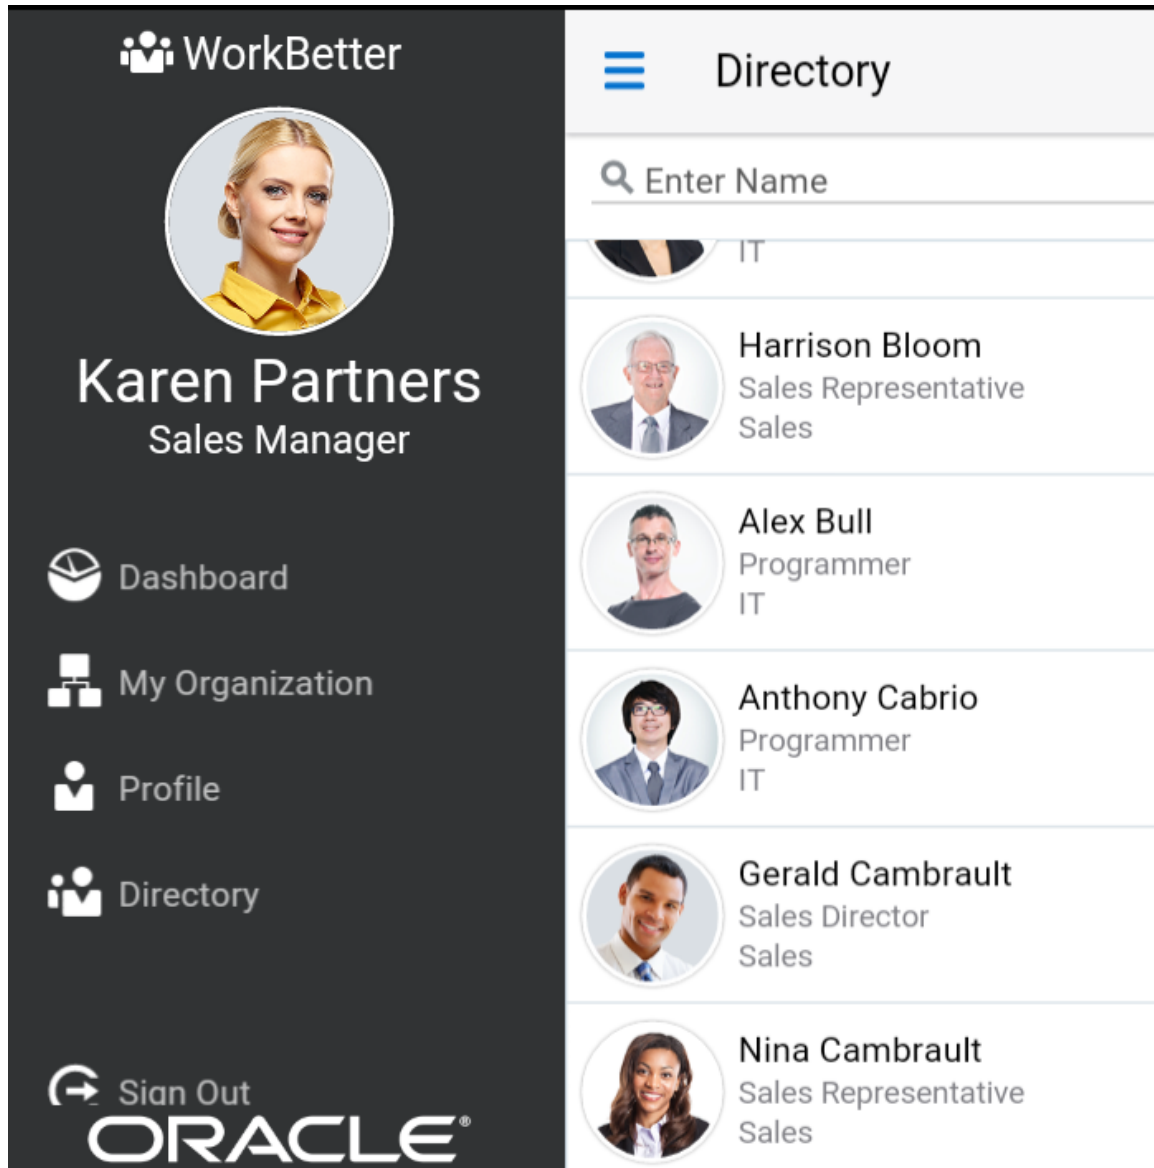 WorkBetter
Karen Partners
Sales Manager
Dashboard
My Organization
Profile
Directory
Sign Out
ORACLE®
Directory
Enter Name
IT
Harrison Bloom
Sales Representative
Sales
Alex Bull
Programmer
IT
Anthony Cabrio
Programmer
IT
Gerald Cambrault
Sales Director
Sales
Nina Cambrault
Sales Representative
Sales